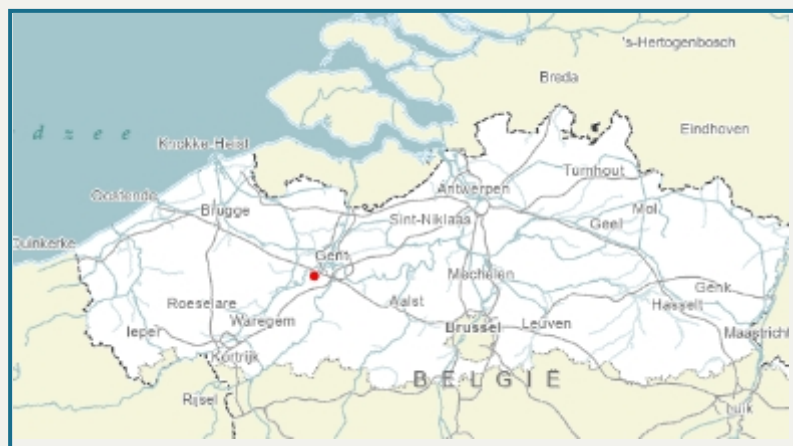 's-Hertogenbosch
Breda
Eindhoven
d z e e
Knokke-Heist
Turnhout
Antwerpen
Oostende
Mol
Brugge
Sint-Niklaas
Geel
Duinkerke
Gent
Mechelen
Genk
Roeselare
Aalst
Hasselt
Waregem
Brussel
Leuven
Ieper
Maastricht
Kortrijk
BELGIË
Rijsel
Luik